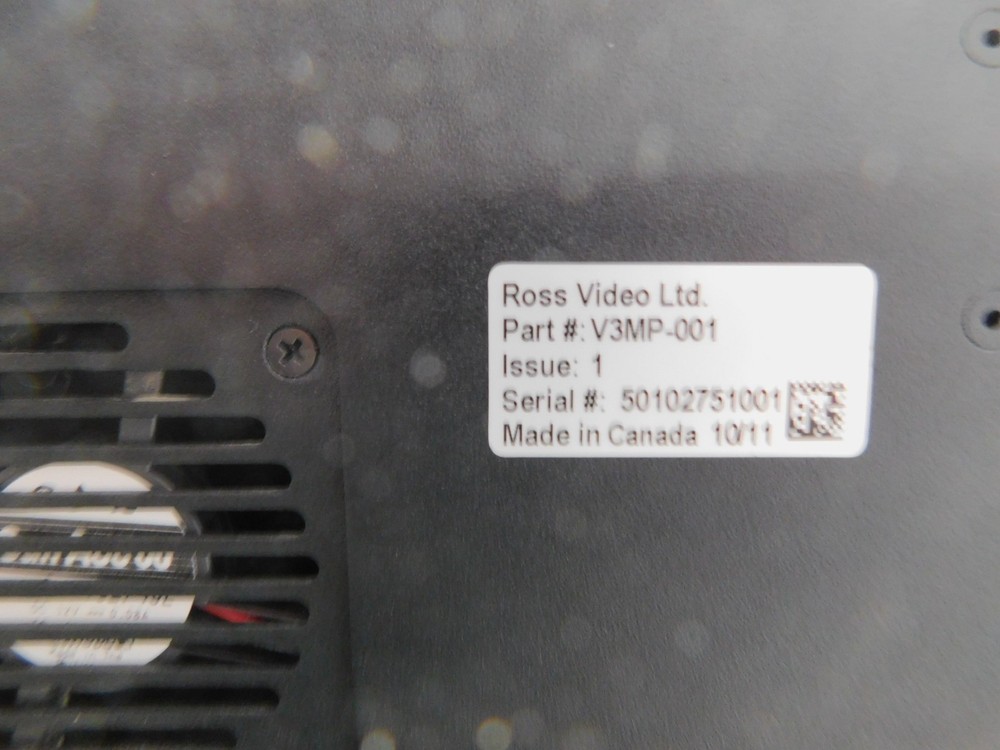 Ross Video Ltd.
Part #: V3MP-001
Issue: 1
Serial #: 50102751001
Made in Canada 10/11